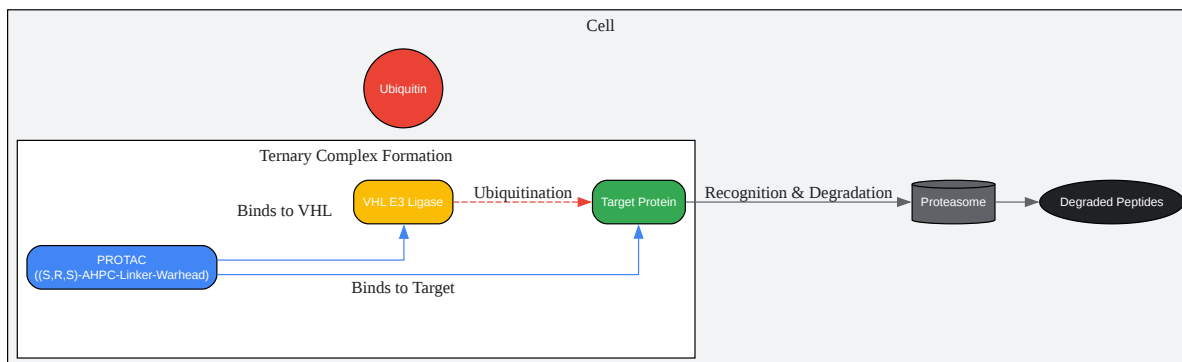 Cell
Ubiquitin
Ternary Complex Formation
VHL E3 Ligase
Ubiquitination
Target Protein
Recognition & Degradation
Proteasome
Degraded Peptides
Binds to VHL
PROTAC
((S,R,S)-AHPC-Linker-Warhead)
Binds to Target